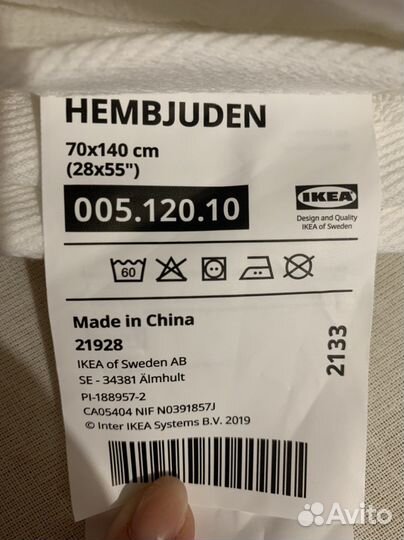 HEMBJUDEN
70x140 cm
(28x55")
005.120.10
IKEA
Design and Quality
IKEA of Sweden
60
Made in China
21928
IKEA of Sweden AB
SE - 34381 Älmhult
PI-188957-2
CA05404 NIF N0391857J
© Inter IKEA Systems B.V. 2019
2133
Avito